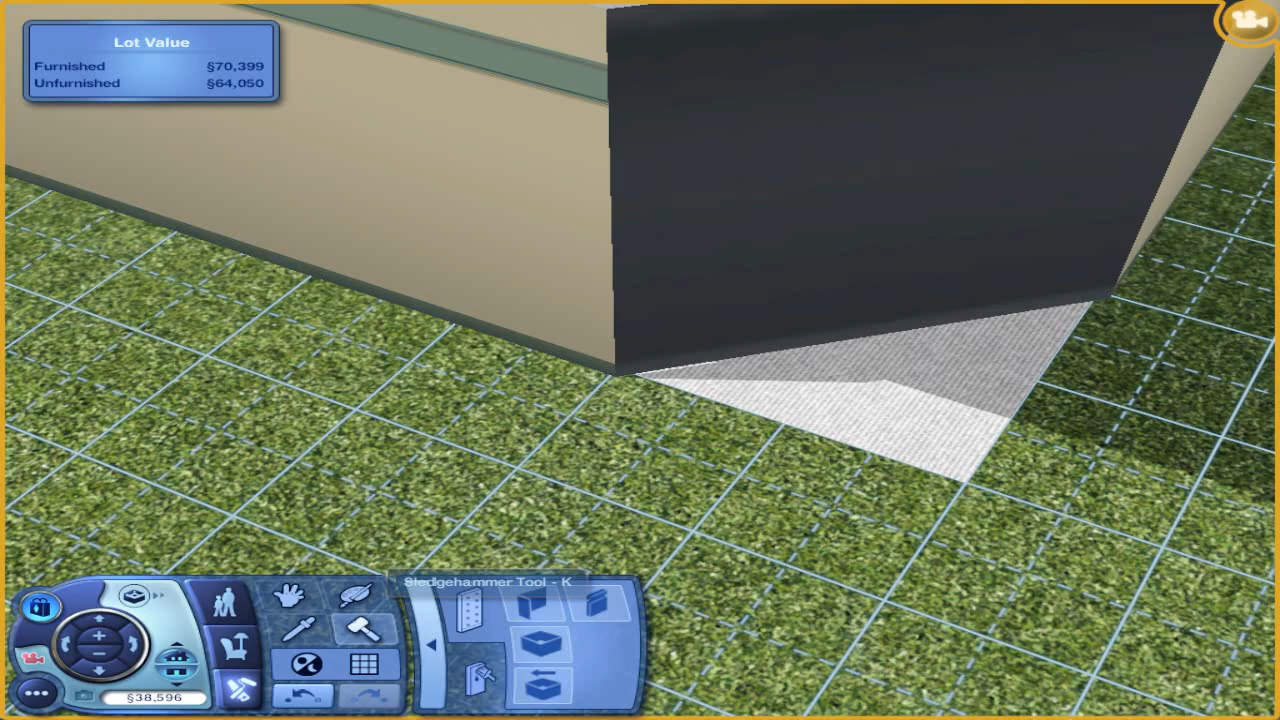 Lot Value
Furnished §70,399
Unfurnished §64,050
Sledgehammer Tool - K
§38,596